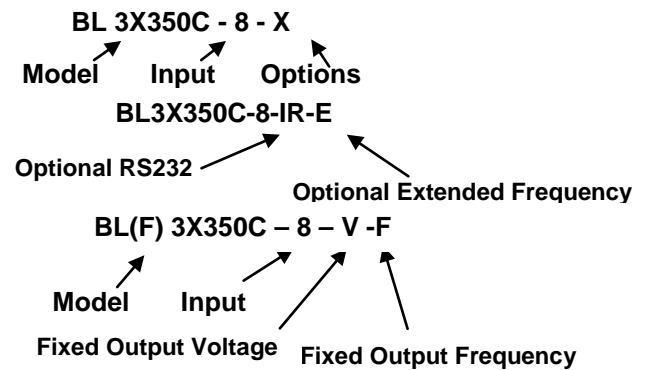 BL 3X350C - 8 - X
Model Input Options
BL3X350C-8-IR-E
Optional RS232
Optional Extended Frequency
BL(F) 3X350C – 8 – V -F
Model Input
Fixed Output Voltage
Fixed Output Frequency